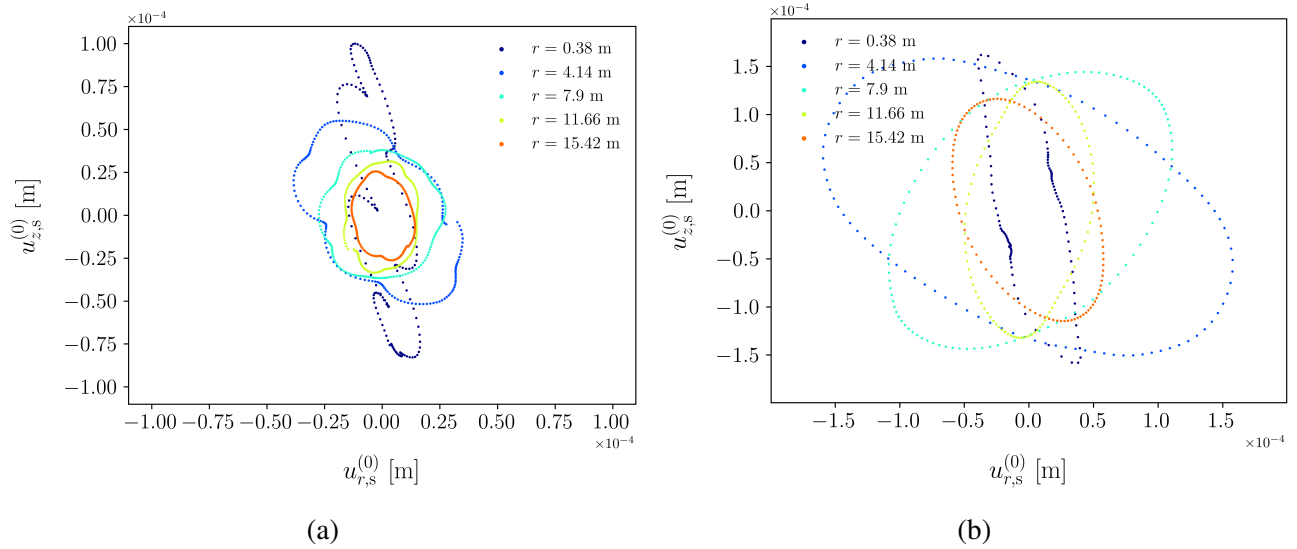 ×10⁻⁴
1.00
0.75
0.50
0.25
0.00
−0.25
−0.50
−0.75
−1.00
u_{z,s}^{(0)} [m]
r = 0.38 m
r = 4.14 m
r = 7.9 m
r = 11.66 m
r = 15.42 m
−1.00 −0.75 −0.50 −0.25 0.00 0.25 0.50 0.75 1.00
×10⁻⁴
u_{r,s}^{(0)} [m]
(a)
×10⁻⁴
1.5
1.0
0.5
0.0
−0.5
−1.0
−1.5
u_{z,s}^{(0)} [m]
r = 0.38 m
r = 4.14 m
r = 7.9 m
r = 11.66 m
r = 15.42 m
−1.5 −1.0 −0.5 0.0 0.5 1.0 1.5
×10⁻⁴
u_{r,s}^{(0)} [m]
(b)